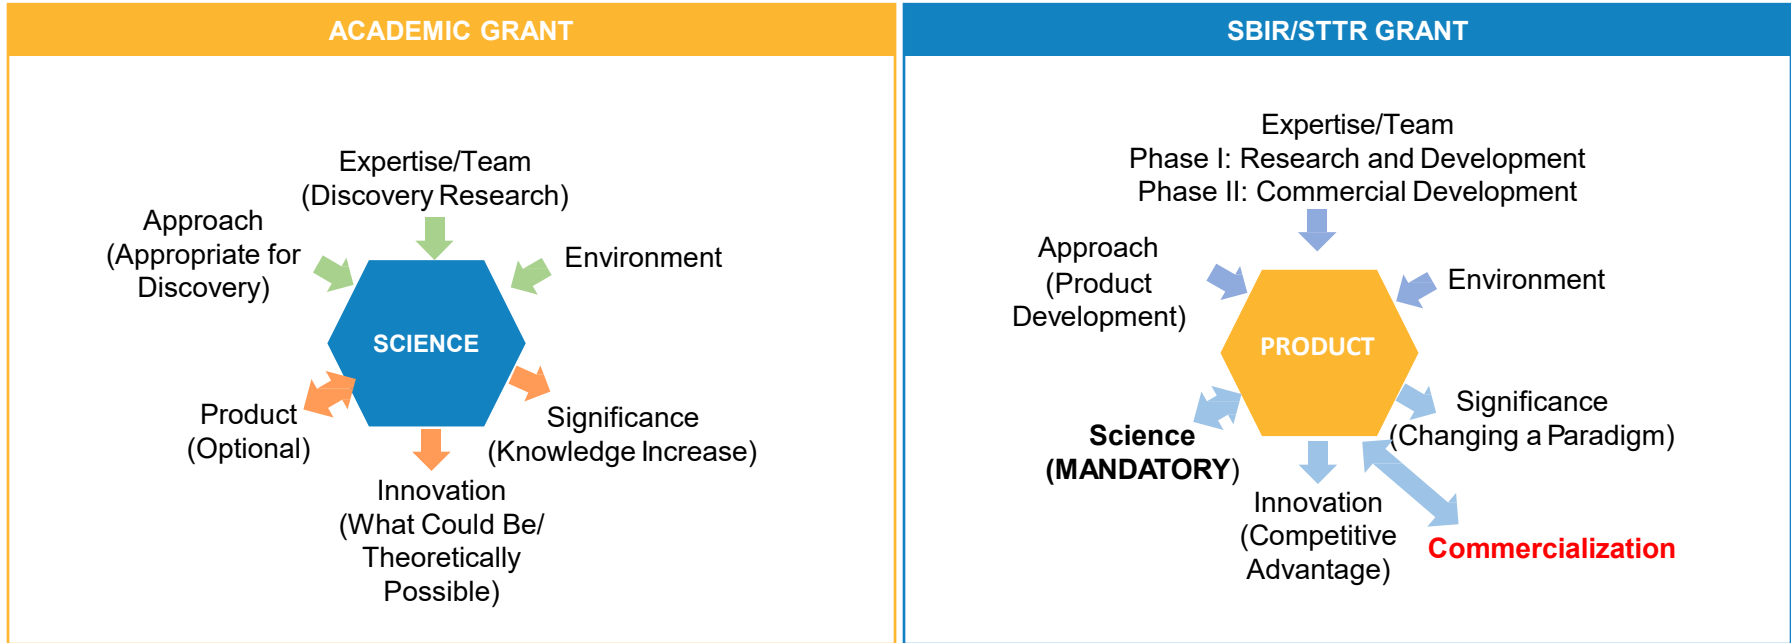 ACADEMIC GRANT
Expertise/Team
(Discovery Research)
Approach
(Appropriate for
Discovery)
Environment
SCIENCE
Product
(Optional)
Significance
(Knowledge Increase)
Innovation
(What Could Be/
Theoretically
Possible)
SBIR/STTR GRANT
Expertise/Team
Phase I: Research and Development
Phase II: Commercial Development
Approach
(Product
Development)
Environment
PRODUCT
Science
(MANDATORY)
Significance
(Changing a Paradigm)
Innovation
(Competitive
Advantage)
Commercialization